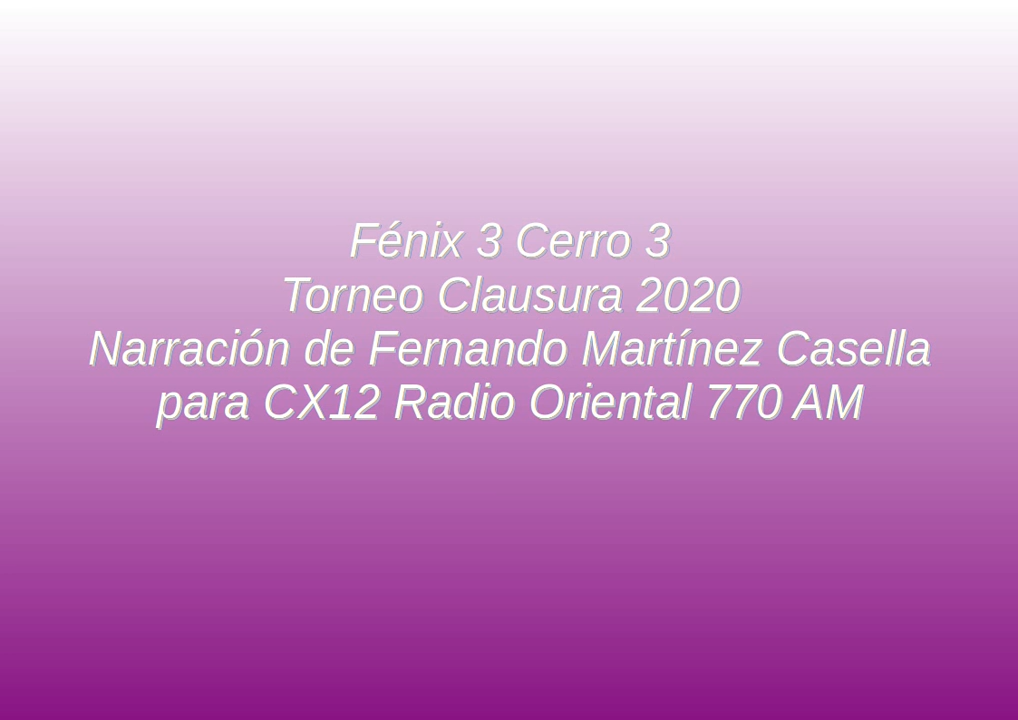 Fénix 3 Cerro 3
Torneo Clausura 2020
Narración de Fernando Martínez Casella
para CX12 Radio Oriental 770 AM